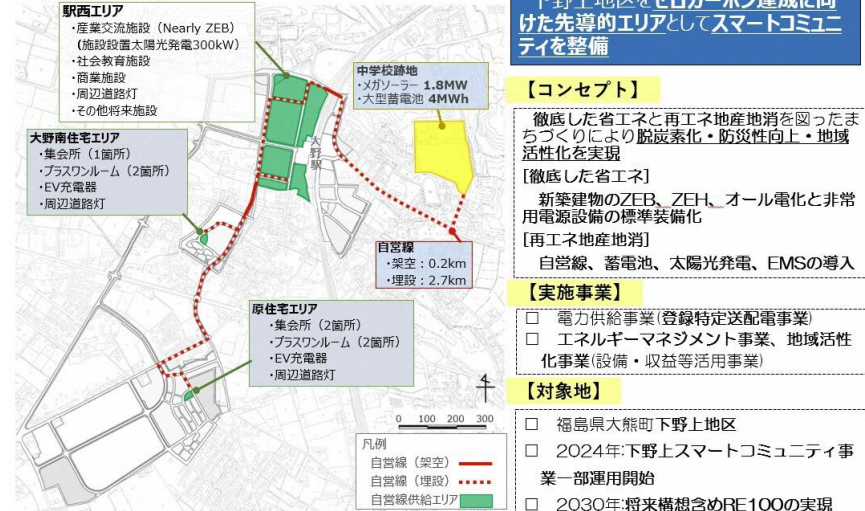 駅西エリア
・産業交流施設（Nearly ZEB）
(施設設置太陽光発電300kW）
・社会教育施設
・商業施設
・周辺道路灯
・その他将来施設
中学校跡地
・メガソーラー 1.8MW
・大型蓄電池 4MWh
大野駅
大野南住宅エリア
・集会所（1箇所）
・プラスワンルーム（2箇所）
・EV充電器
・周辺道路灯
自営線
・架空：0.2km
・埋設：2.7km
原住宅エリア
・集会所（2箇所）
・プラスワンルーム（2箇所）
・EV充電器
・周辺道路灯
0 100 200 300
凡例
自営線（架空）
自営線（埋設）
自営線供給エリア
下野上地区をゼロカーボン達成に向
けた先導的エリアとしてスマートコミュニ
ティを整備
【コンセプト】
徹底した省エネと再エネ地産地消を図ったま
ちづくりにより脱炭素化・防災性向上・地域
活性化を実現
[徹底した省エネ]
新築建物のZEB、ZEH、オール電化と非常
用電源設備の標準装備化
[再エネ地産地消]
自営線、蓄電池、太陽光発電、EMSの導入
【実施事業】
□ 電力供給事業(登録特定送配電事業)
□ エネルギーマネジメント事業、地域活性
化事業(設備・収益等活用事業)
【対象地】
□ 福島県大熊町下野上地区
□ 2024年:下野上スマートコミュニティ事
業一部運用開始
□ 2030年:将来構想含めRE100の実現